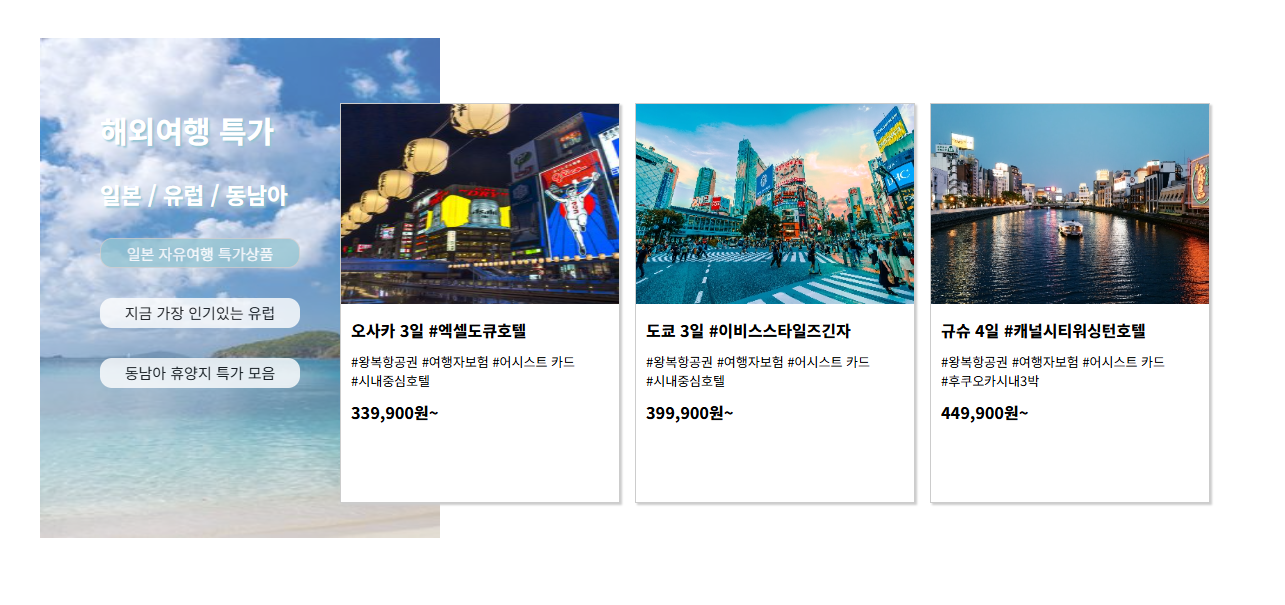 해외여행 특가
일본 / 유럽 / 동남아
일본 자유여행 특가상품
지금 가장 인기있는 유럽
동남아 휴양지 특가 모음
오사카 3일 #엑셀도큐호텔
#왕복항공권 #여행자보험 #어시스트 카드
#시내중심호텔
339,900원~
도쿄 3일 #이비스스타일즈긴자
#왕복항공권 #여행자보험 #어시스트 카드
#시내중심호텔
399,900원~
규슈 4일 #캐널시티워싱턴호텔
#왕복항공권 #여행자보험 #어시스트 카드
#후쿠오카시내3박
449,900원~